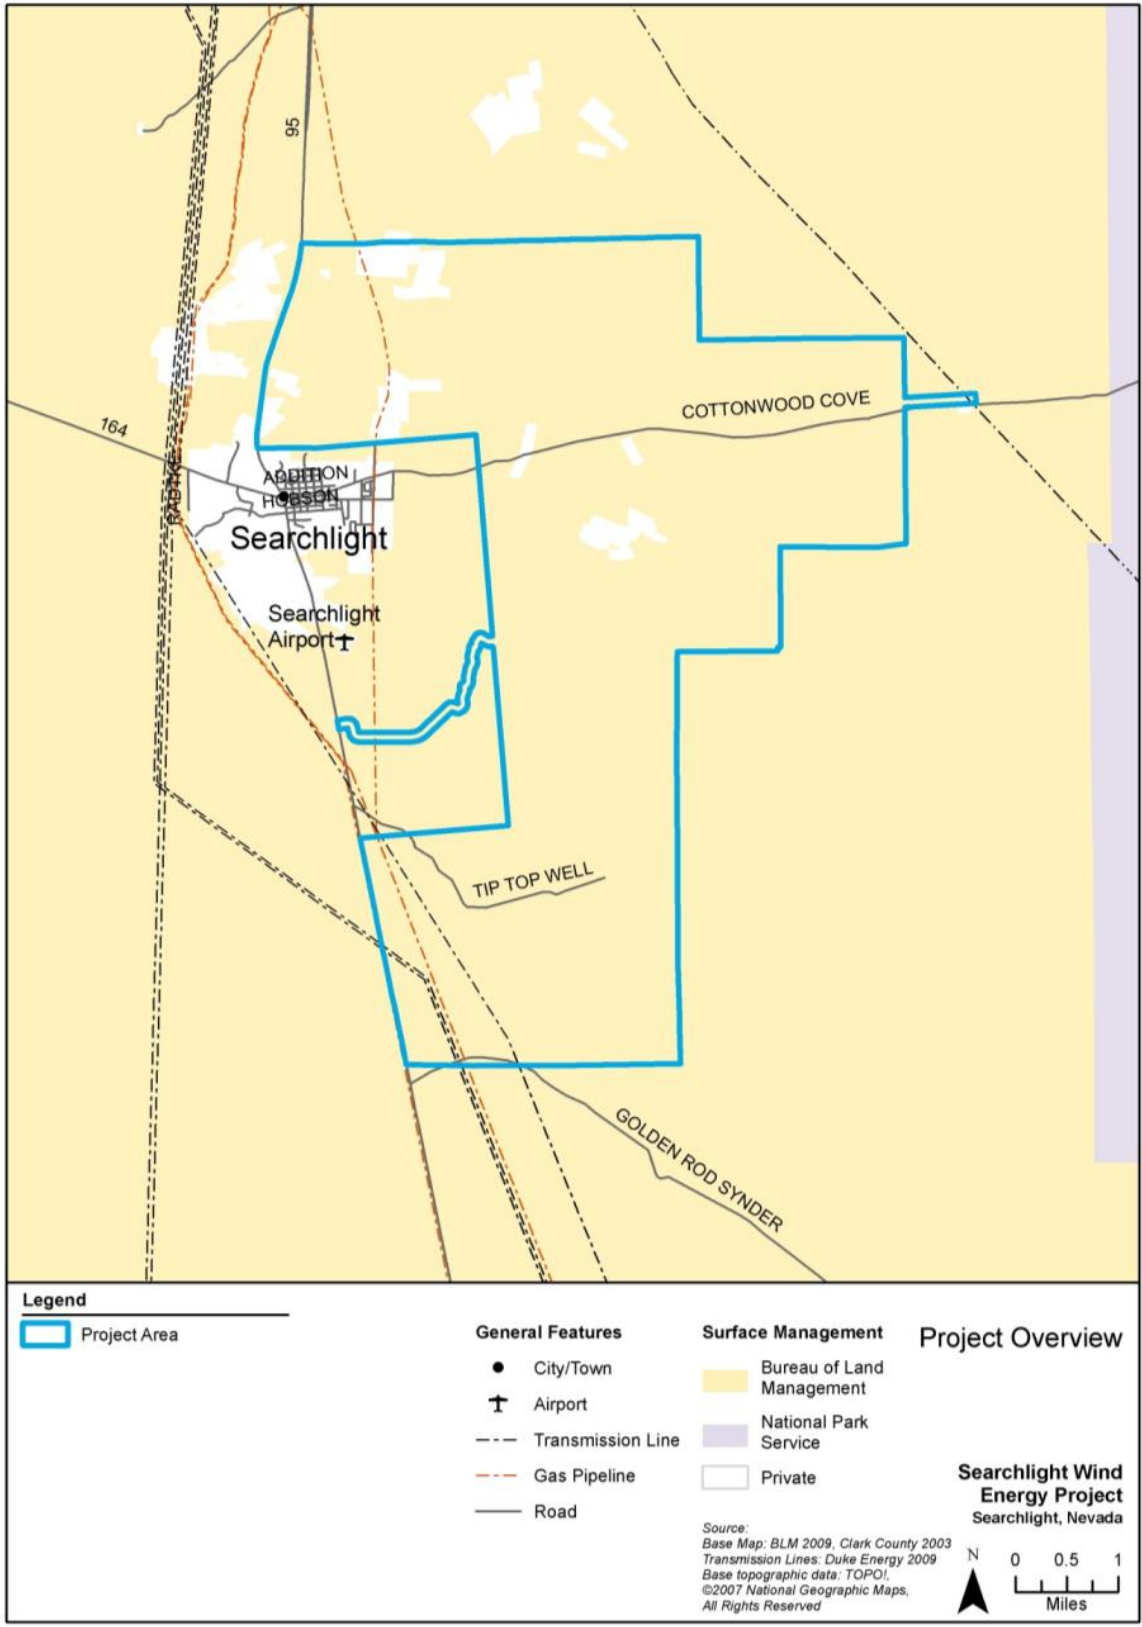 95
COTTONWOOD COVE
164
ADDITION
HOBSON
RADTKE
Searchlight
Searchlight
Airport
TIP TOP WELL
GOLDEN ROD SYNDER
Legend
Project Area
General Features
City/Town
Airport
Transmission Line
Gas Pipeline
Road
Surface Management
Bureau of Land
Management
National Park
Service
Private
Source:
Base Map: BLM 2009, Clark County 2003
Transmission Lines: Duke Energy 2009
Base topographic data: TOPO!,
©2007 National Geographic Maps,
All Rights Reserved
Project Overview
Searchlight Wind
Energy Project
Searchlight, Nevada
N
0 0.5 1
Miles